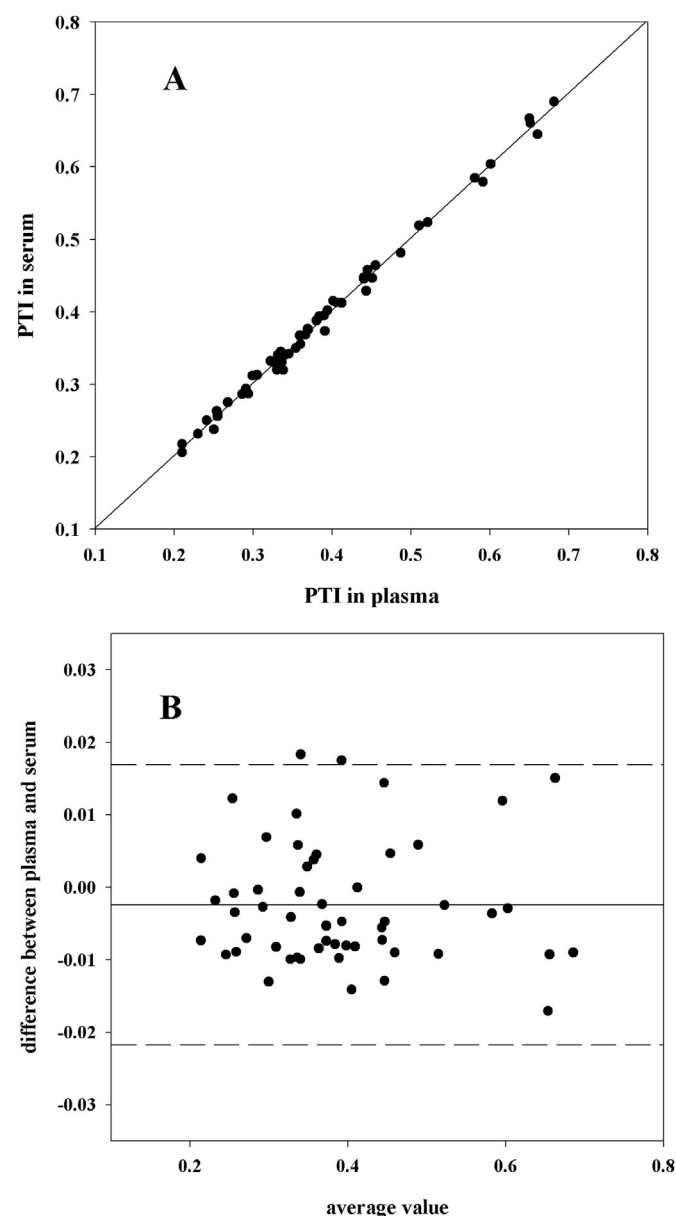 A
PTI in serum
0.8
0.7
0.6
0.5
0.4
0.3
0.2
0.1
0.1 0.2 0.3 0.4 0.5 0.6 0.7 0.8
PTI in plasma
B
difference between plasma and serum
0.03
0.02
0.01
0.00
-0.01
-0.02
-0.03
0.2 0.4 0.6 0.8
average value